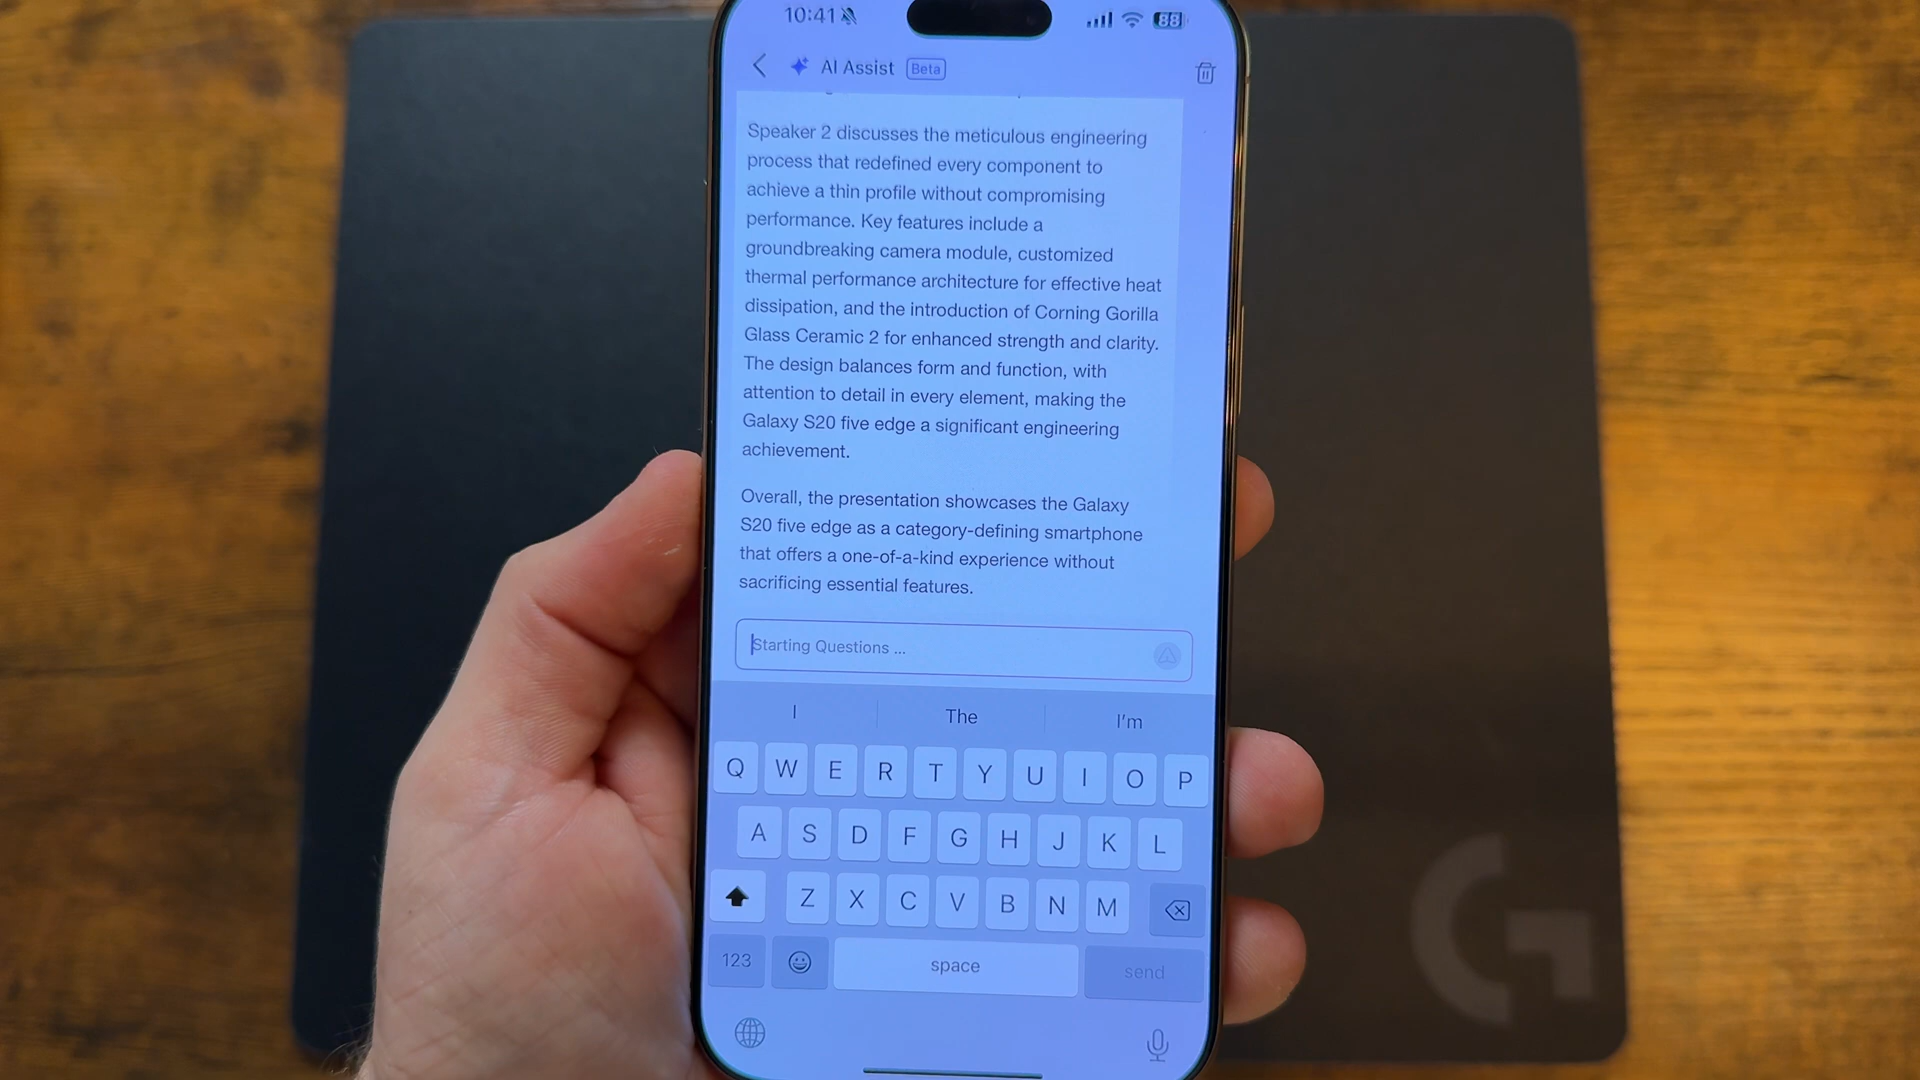 10:41
88
AI Assist Beta
Speaker 2 discusses the meticulous engineering
process that redefined every component to
achieve a thin profile without compromising
performance. Key features include a
groundbreaking camera module, customized
thermal performance architecture for effective heat
dissipation, and the introduction of Corning Gorilla
Glass Ceramic 2 for enhanced strength and clarity.
The design balances form and function, with
attention to detail in every element, making the
Galaxy S20 five edge a significant engineering
achievement.
Overall, the presentation showcases the Galaxy
S20 five edge as a category-defining smartphone
that offers a one-of-a-kind experience without
sacrificing essential features.
Starting Questions ...
I The I'm
Q W E R T Y U I O P
A S D F G H J K L
Z X C V B N M
123 space send
G